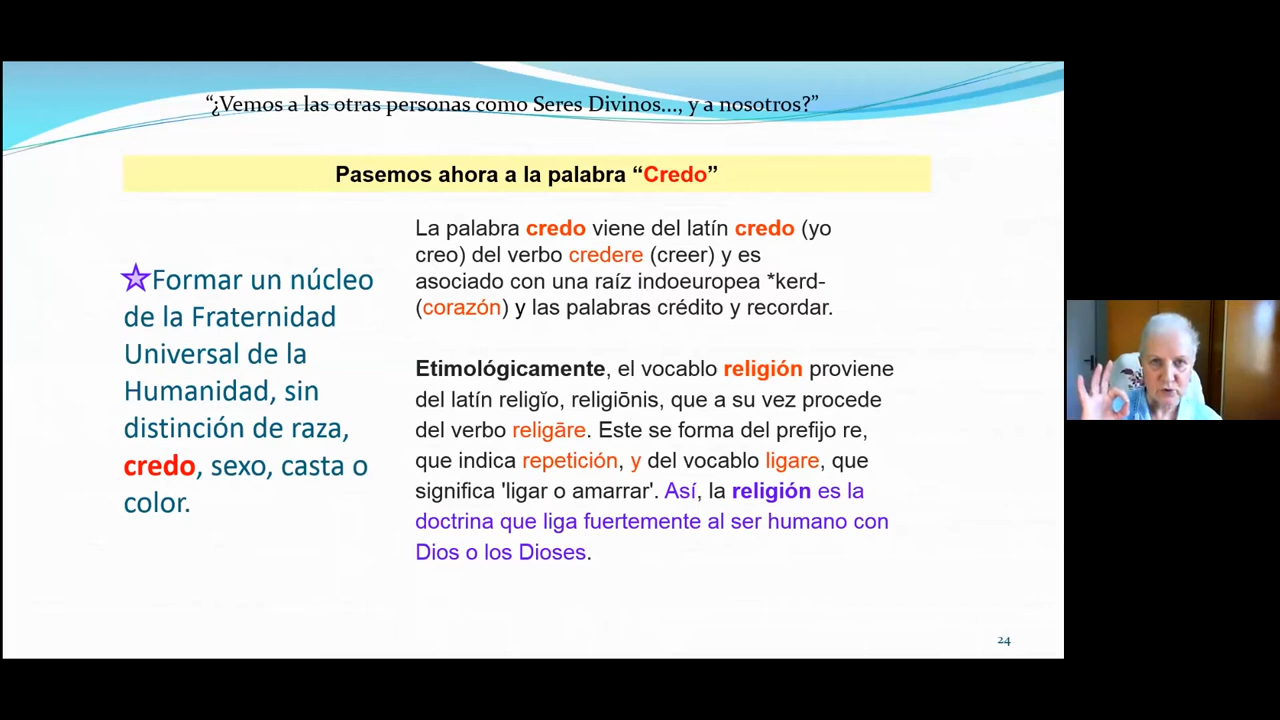 “¿Vemos a las otras personas como Seres Divinos..., y a nosotros?”
Pasemos ahora a la palabra “Credo”
Formar un núcleo
de la Fraternidad
Universal de la
Humanidad, sin
distinción de raza,
credo, sexo, casta o
color.
La palabra credo viene del latín credo (yo
creo) del verbo credere (creer) y es
asociado con una raíz indoeuropea *kerd-
(corazón) y las palabras crédito y recordar.
Etimológicamente, el vocablo religión proviene
del latín religĭo, religiōnis, que a su vez procede
del verbo religāre. Este se forma del prefijo re,
que indica repetición, y del vocablo ligare, que
significa 'ligar o amarrar'. Así, la religión es la
doctrina que liga fuertemente al ser humano con
Dios o los Dioses.
24